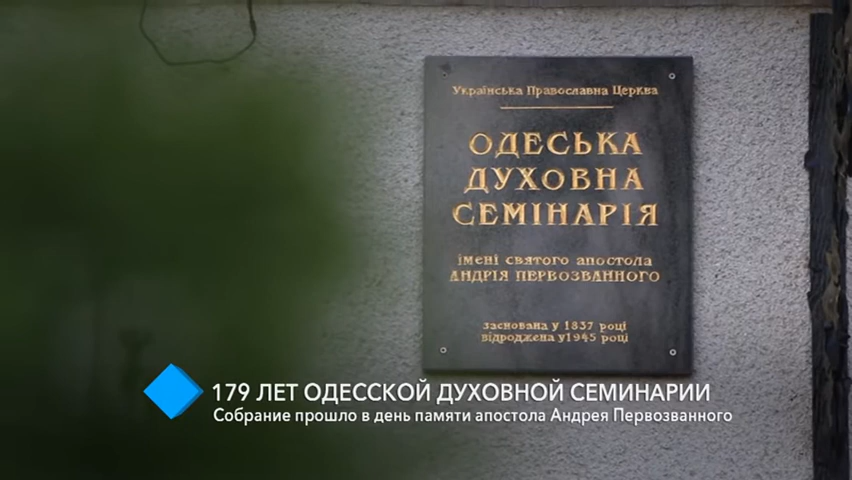 Українська Православна Церква
ОДЕСЬКА
ДУХОВНА
СЕМІНАРІЯ
імені святого апостола
АНДРІЯ ПЕРВОЗВАННОГО
заснована у 1837 році
відроджена у 1945 році
179 ЛЕТ ОДЕССКОЙ ДУХОВНОЙ СЕМИНАРИИ
Собрание прошло в день памяти апостола Андрея Первозванного